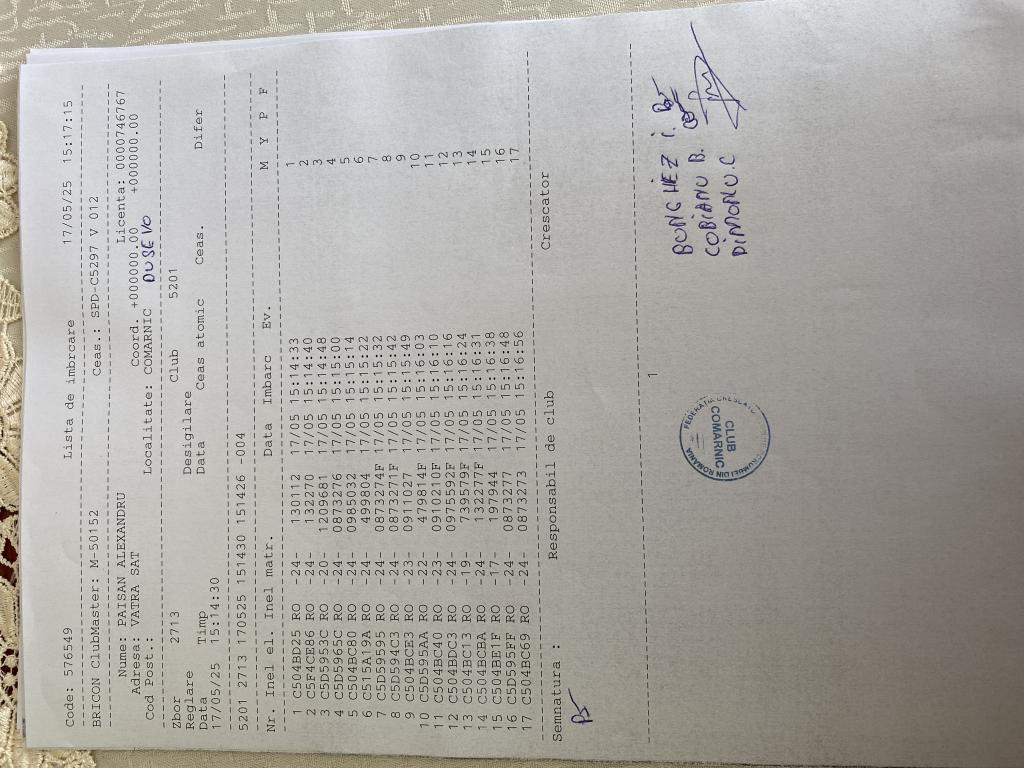 Code: 576549 Lista de imbrcare 17/05/25 15:17:15
BRICON ClubMaster: M-50152 Ceas.: SPD-C5297 V 012
Nume: PAISAN ALEXANDRU Licenta: 0000746767
Adresa: VATRA SAT Coord. +000000.00 +000000.00
Cod Post.: Localitate: COMARNIC DUSE VO
Zbor 2713 Club 5201
Reglare Desigilare
Data Timp Data Ceas atomic Ceas. Difer
17/05/25 15:14:30
5201 2713 170525 151430 151426 -004
Nr. Inel el. Inel matr. Data Imbarc Ev. M Y P F
1 C504BD25 RO -24- 130112 17/05 15:14:33 1
2 C5F4CE86 RO -24- 132270 17/05 15:14:40 2
3 C5D5953C RO -20- 1209681 17/05 15:14:48 3
4 C5D5965C RO -24- 0873276 17/05 15:15:00 4
5 C504BC80 RO -24- 0985032 17/05 15:15:14 5
6 C515A19A RO -24- 499804 17/05 15:15:22 6
7 C5D59595 RO -24- 0873274F 17/05 15:15:32 7
8 C5D594C3 RO -24- 0873271F 17/05 15:15:42 8
9 C504BCE3 RO -23- 0911027 17/05 15:15:49 9
10 C5D595AA RO -22- 479814F 17/05 15:16:03 10
11 C504BC40 RO -23- 0910210F 17/05 15:16:10 11
12 C504BDC3 RO -24- 0975592F 17/05 15:16:16 12
13 C504BC13 RO -19- 739579F 17/05 15:16:24 13
14 C504BCBA RO -24- 132277F 17/05 15:16:31 14
15 C504BE1F RO -17- 197944 17/05 15:16:38 15
16 C5D595FF RO -24- 0873277 17/05 15:16:48 16
17 C504BC69 RO -24- 0873273 17/05 15:16:56 17
Semnatura : Responsabil de club Crescator
1
BONGHEZ I.
COBIANU B.
DIMONU.C
CLUB
COMARNIC